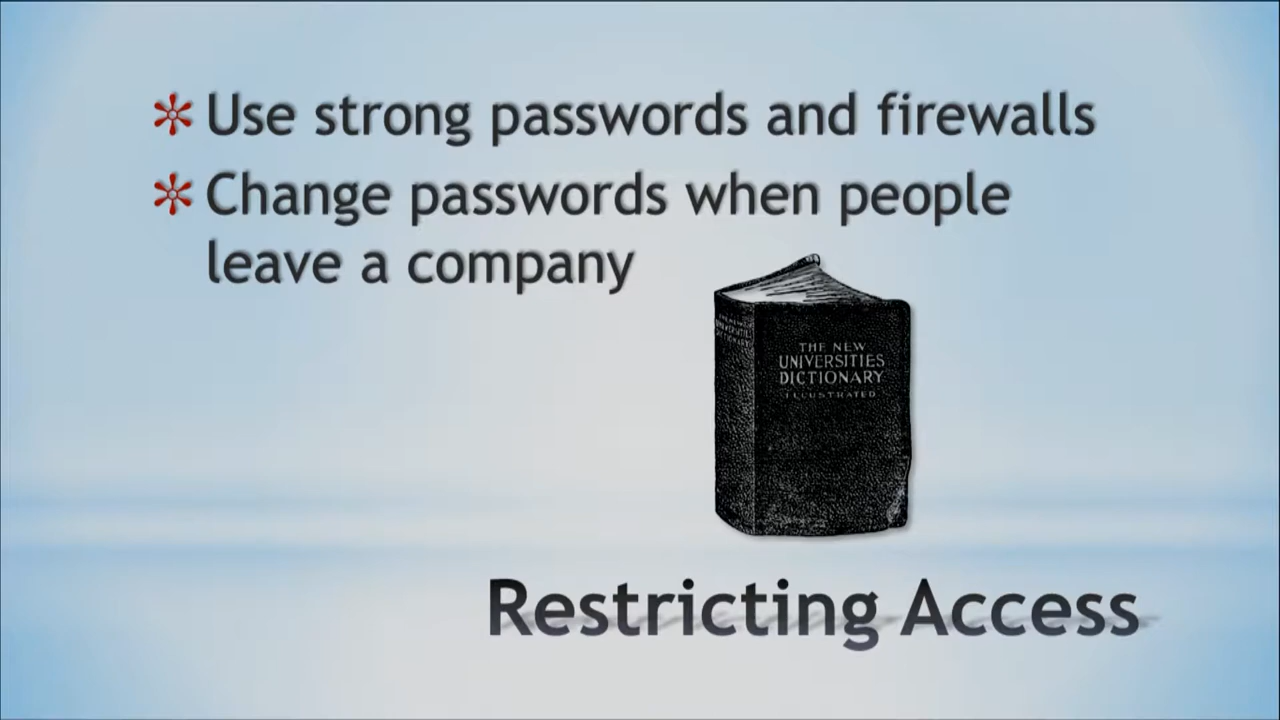 Use strong passwords and firewalls
Change passwords when people
leave a company
THE NEW
UNIVERSITIES
DICTIONARY
ILLUSTRATED
Restricting Access